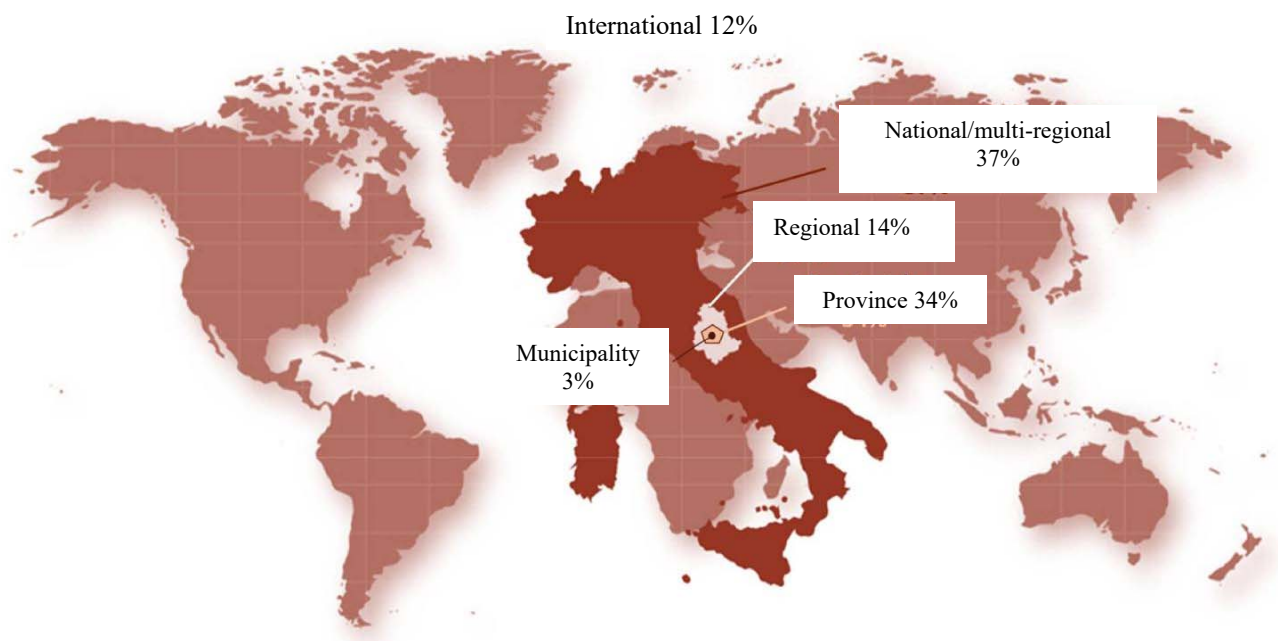 International 12%
National/multi-regional
37%
Regional 14%
Province 34%
Municipality
3%